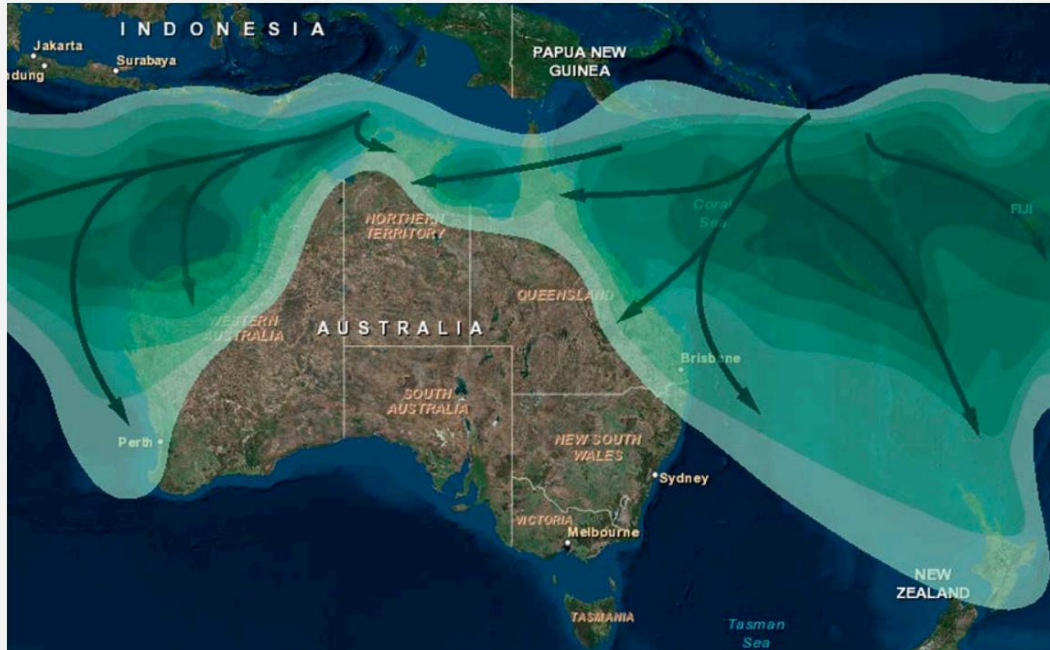 INDONESIA
Jakarta
ndung
Surabaya
PAPUA NEW
GUINEA
Coral
Sea
FIJI
NORTHERN
TERRITORY
QUEENSLAND
WESTERN
AUSTRALIA
AUSTRALIA
Brisbane
SOUTH
AUSTRALIA
Perth
NEW SOUTH
WALES
Sydney
VICTORIA
Melbourne
NEW
ZEALAND
TASMANIA
Tasman
Sea